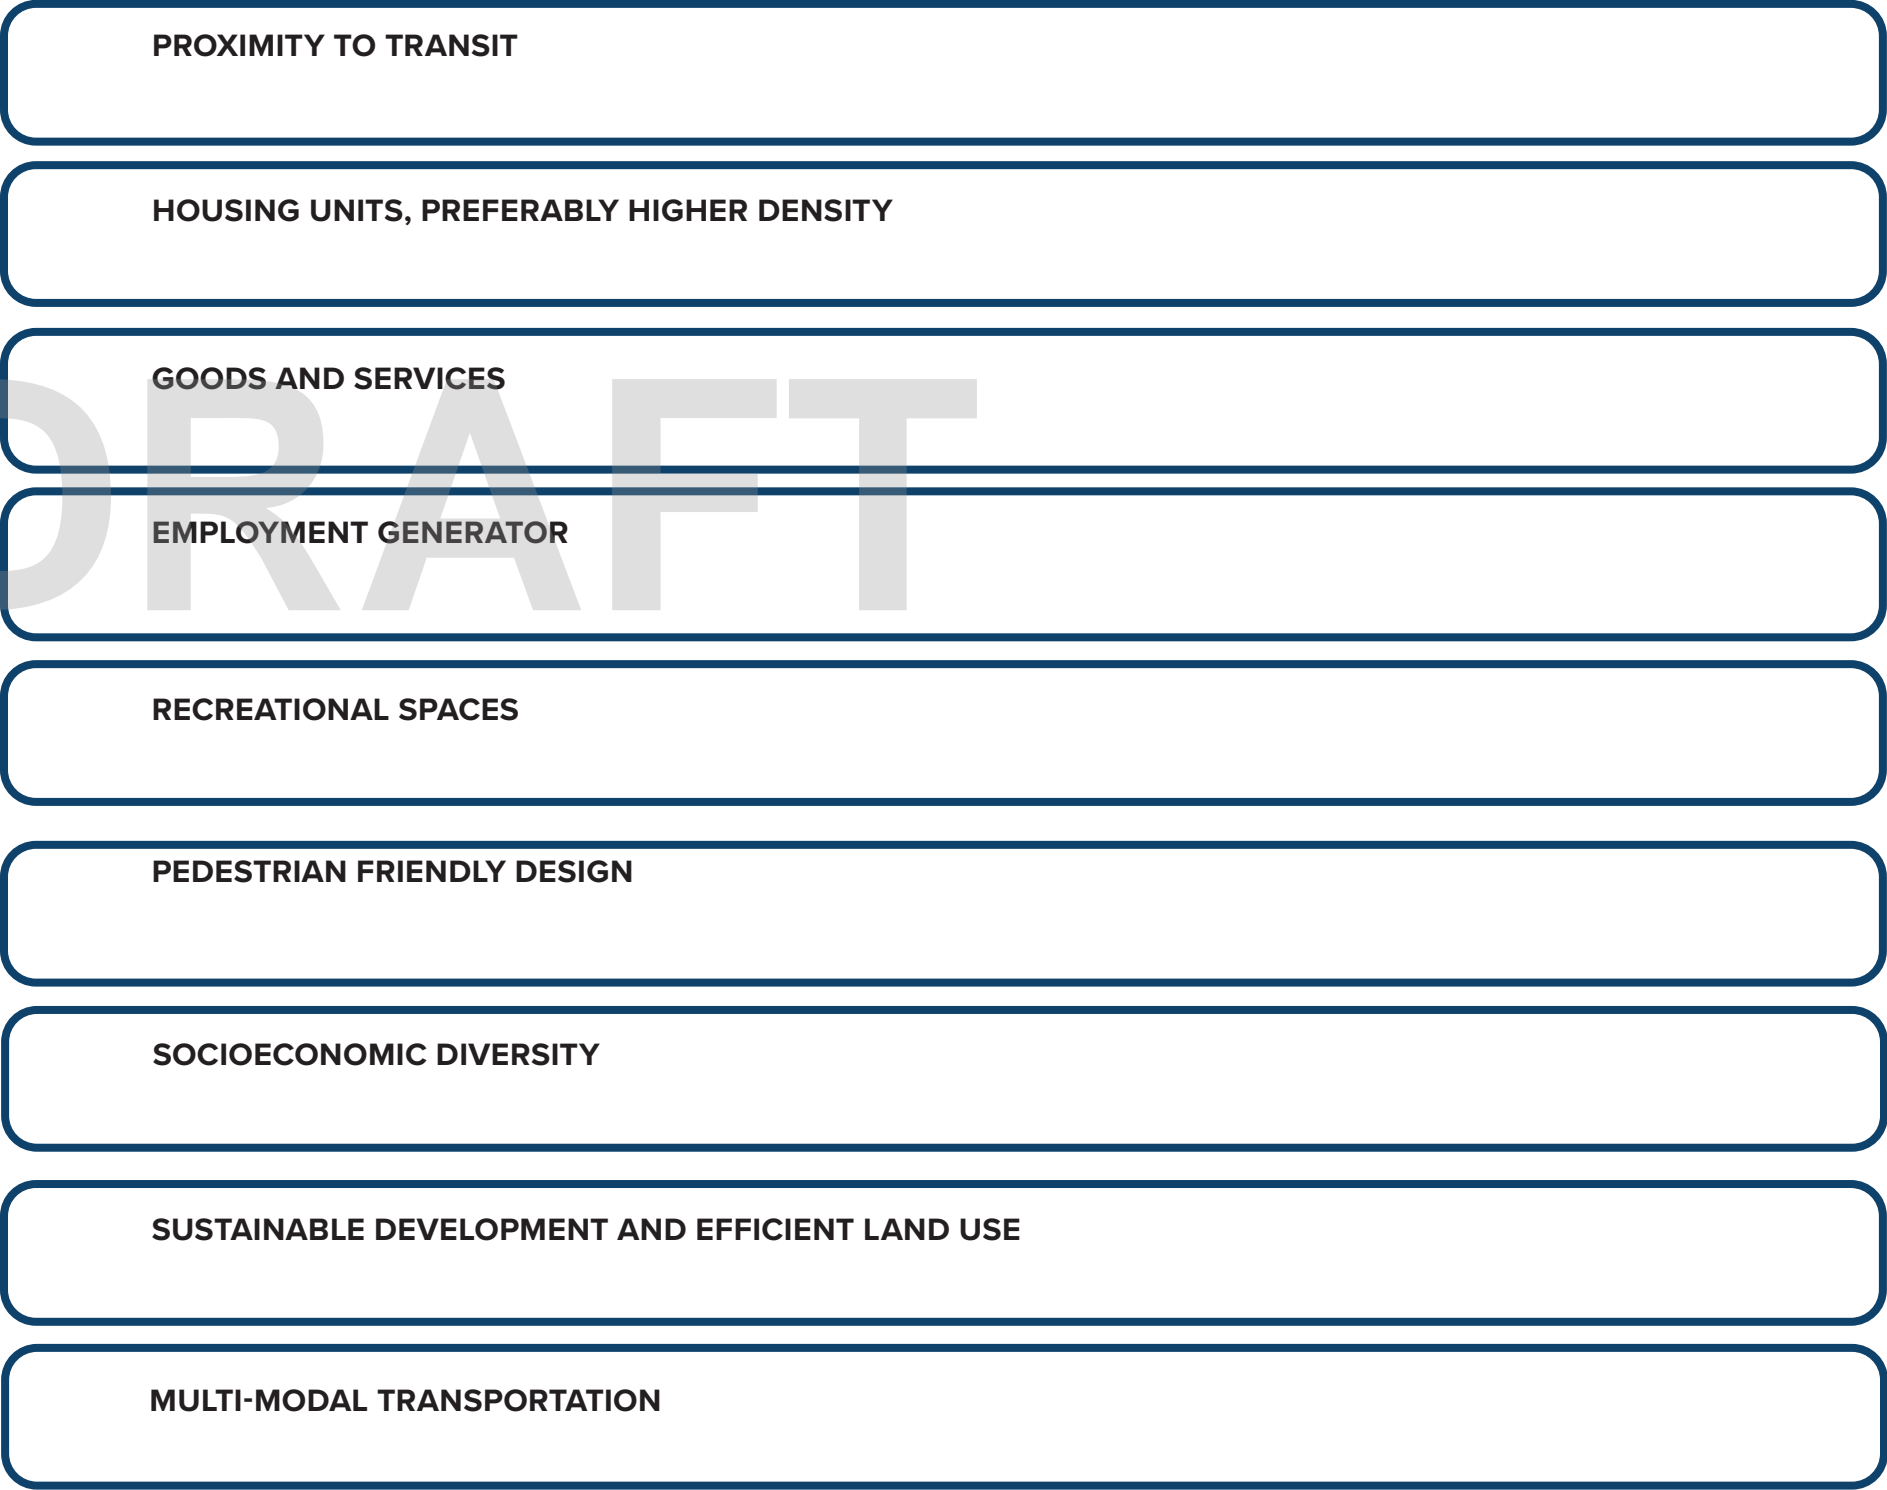 PROXIMITY TO TRANSIT
HOUSING UNITS, PREFERABLY HIGHER DENSITY
GOODS AND SERVICES
DRAFT
EMPLOYMENT GENERATOR
RECREATIONAL SPACES
PEDESTRIAN FRIENDLY DESIGN
SOCIOECONOMIC DIVERSITY
SUSTAINABLE DEVELOPMENT AND EFFICIENT LAND USE
MULTI-MODAL TRANSPORTATION